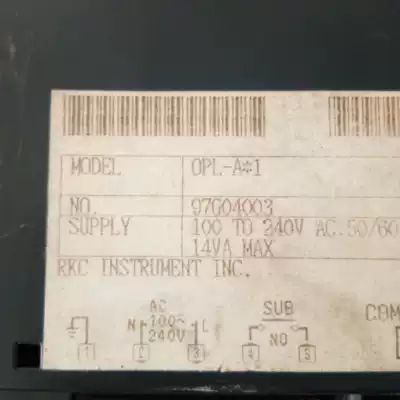 MODEL OPL-A*1
NO. 97G04003
SUPPLY 100 TO 240V AC.50/60
14VA MAX
RKC INSTRUMENT INC.
AC SUB COM
N 100~ L NO
240V
1 2 3 4 5